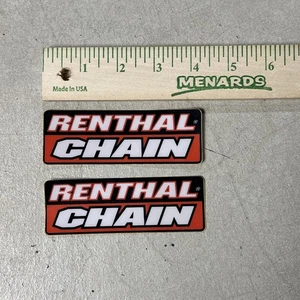 1 2 3 4 5 6
Made in USA
MENARDS
RENTHAL
CHAIN
RENTHAL
CHAIN